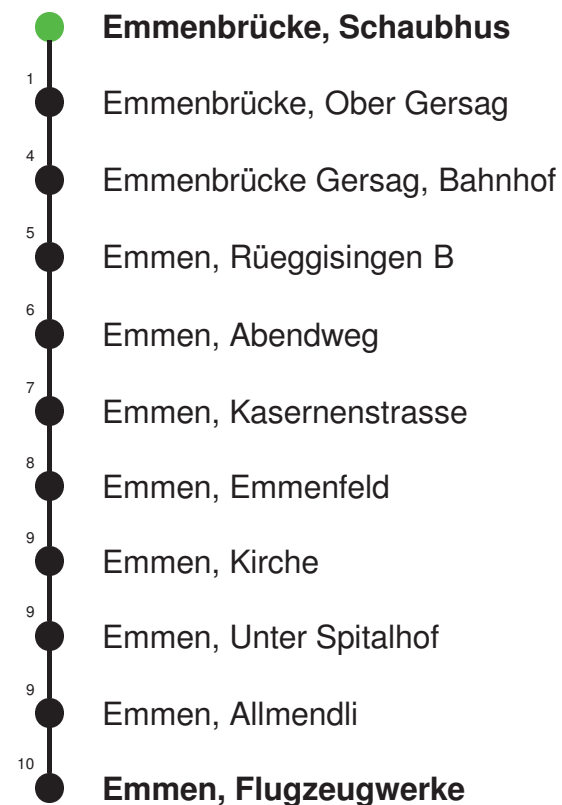 Emmenbrücke, Schaubhus
1
Emmenbrücke, Ober Gersag
4
Emmenbrücke Gersag, Bahnhof
5
Emmen, Rüeggisingen B
6
Emmen, Abendweg
7
Emmen, Kasernenstrasse
8
Emmen, Emmenfeld
9
Emmen, Kirche
9
Emmen, Unter Spitalhof
9
Emmen, Allmendli
10
Emmen, Flugzeugwerke